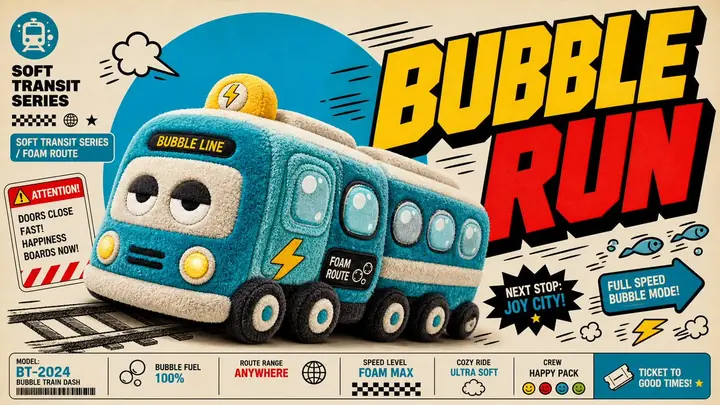 SOFT
TRANSIT
SERIES
SOFT TRANSIT SERIES
/ FOAM ROUTE
ATTENTION!
DOORS CLOSE
FAST!
HAPPINESS
BOARDS NOW!
BUBBLE LINE
FOAM
ROUTE
BUBBLE
RUN
NEXT STOP:
JOY CITY!
FULL SPEED
BUBBLE MODE!
MODEL:
BT-2024
BUBBLE TRAIN DASH
BUBBLE FUEL
100%
ROUTE RANGE
ANYWHERE
SPEED LEVEL
FOAM MAX
COZY RIDE
ULTRA SOFT
CREW
HAPPY PACK
TICKET TO
GOOD TIMES!